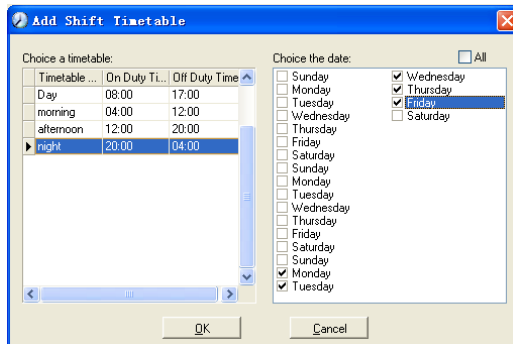 Add Shift Timetable
Choice a timetable:
Timetable ... On Duty Ti... Off Duty Time
Day 08:00 17:00
morning 04:00 12:00
afternoon 12:00 20:00
night 20:00 04:00
Choice the date:
All
Sunday
Monday
Tuesday
Wednesday
Thursday
Friday
Saturday
Sunday
Monday
Tuesday
Wednesday
Thursday
Friday
Saturday
Sunday
Monday
Tuesday
Wednesday
Thursday
Friday
Saturday
OK
Cancel